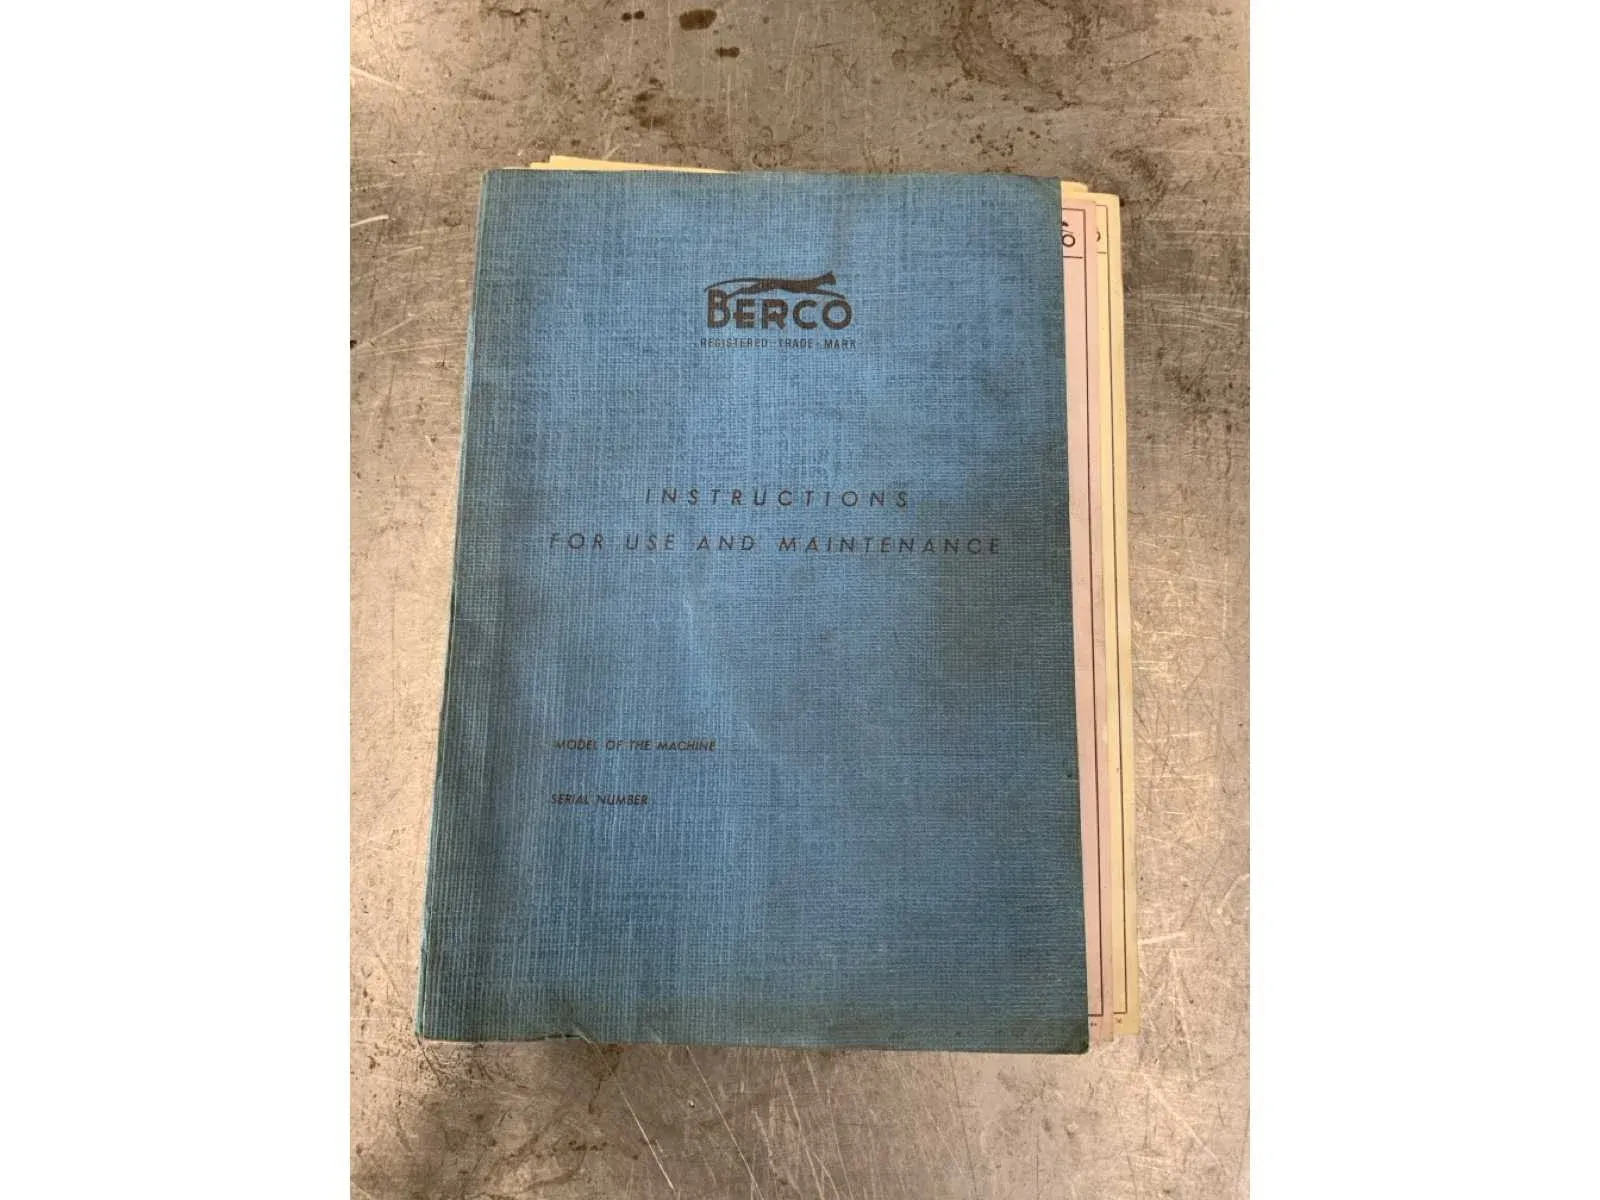 BERCO
REGISTERED · TRADE · MARK
INSTRUCTIONS
FOR USE AND MAINTENANCE
MODEL OF THE MACHINE
SERIAL NUMBER